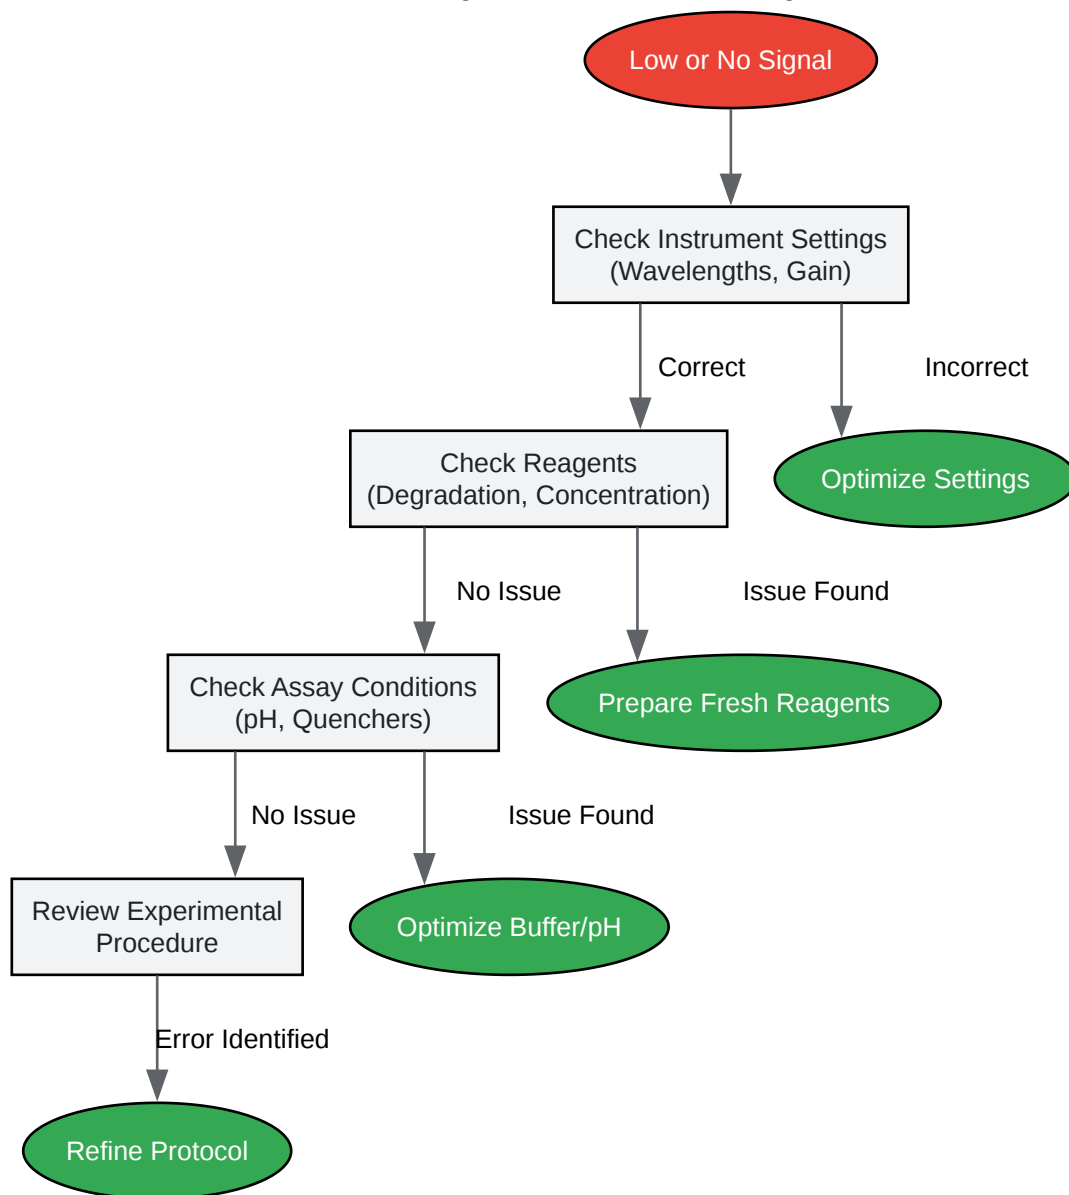 Low or No Signal
Check Instrument Settings
(Wavelengths, Gain)
Correct
Incorrect
Check Reagents
(Degradation, Concentration)
Optimize Settings
No Issue
Issue Found
Check Assay Conditions
(pH, Quenchers)
Prepare Fresh Reagents
No Issue
Issue Found
Review Experimental
Procedure
Optimize Buffer/pH
Error Identified
Refine Protocol